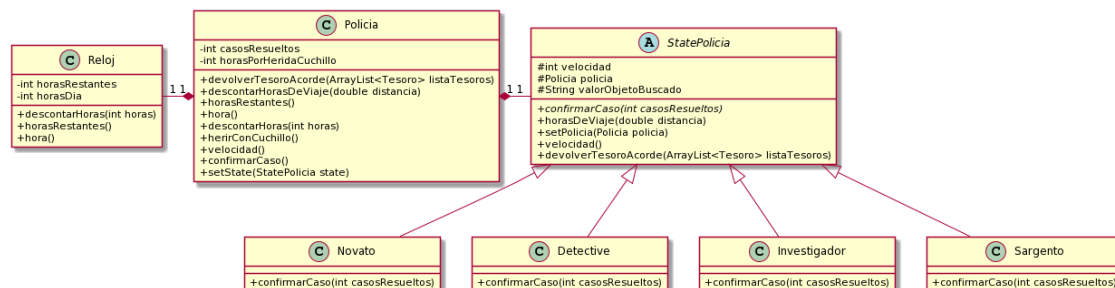 C Reloj
-int horasRestantes
-int horasDia
+descontarHoras(int horas)
+horasRestantes()
+hora()
1 1
C Policia
-int casosResueltos
-int horasPorHeridaCuchillo
+devolverTesoroAcorde(ArrayList<Tesoro> listaTesoros)
+descontarHorasDeViaje(double distancia)
+horasRestantes()
+hora()
+descontarHoras(int horas)
+herirConCuchillo()
+velocidad()
+confirmarCaso()
+setState(StatePolicia state)
1 1
A StatePolicia
#int velocidad
#Policia policia
#String valorObjetoBuscado
+confirmarCaso(int casosResueltos)
+horasDeViaje(double distancia)
+setPolicia(Policia policia)
+velocidad()
+devolverTesoroAcorde(ArrayList<Tesoro> listaTesoros)
C Novato
+confirmarCaso(int casosResueltos)
C Detective
+confirmarCaso(int casosResueltos)
C Investigador
+confirmarCaso(int casosResueltos)
C Sargento
+confirmarCaso(int casosResueltos)